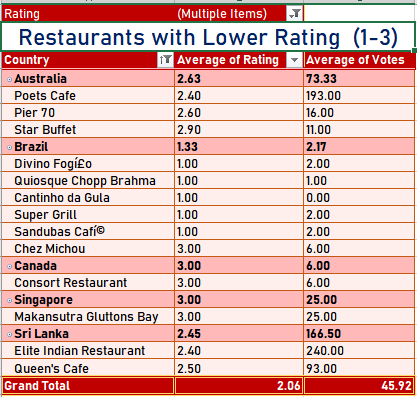 Rating (Multiple Items)
Restaurants with Lower Rating (1-3)
Country Average of Rating Average of Votes
Australia 2.63 73.33
Poets Cafe 2.40 193.00
Pier 70 2.60 16.00
Star Buffet 2.90 11.00
Brazil 1.33 2.17
Divino Fogí£o 1.00 2.00
Quiosque Chopp Brahma 1.00 1.00
Cantinho da Gula 1.00 0.00
Super Grill 1.00 2.00
Sandubas Cafí© 1.00 2.00
Chez Michou 3.00 6.00
Canada 3.00 6.00
Consort Restaurant 3.00 6.00
Singapore 3.00 25.00
Makansutra Gluttons Bay 3.00 25.00
Sri Lanka 2.45 166.50
Elite Indian Restaurant 2.40 240.00
Queen's Cafe 2.50 93.00
Grand Total 2.06 45.92